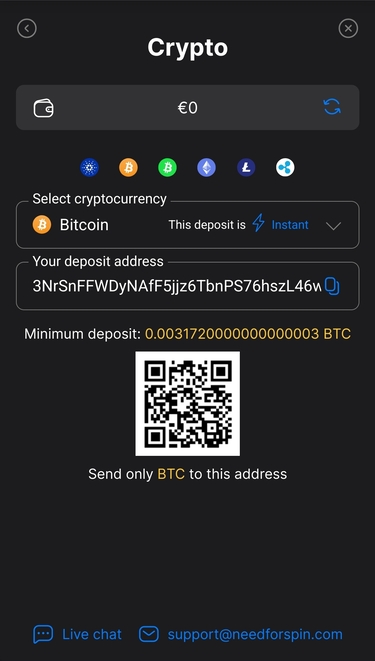 Crypto
€0
Select cryptocurrency
Bitcoin This deposit is Instant
Your deposit address
3NrSnFFWDyNAfF5jjz6TbnPS76hszL46w
Minimum deposit: 0.0031720000000000003 BTC
Send only BTC to this address
Live chat support@needforspin.com